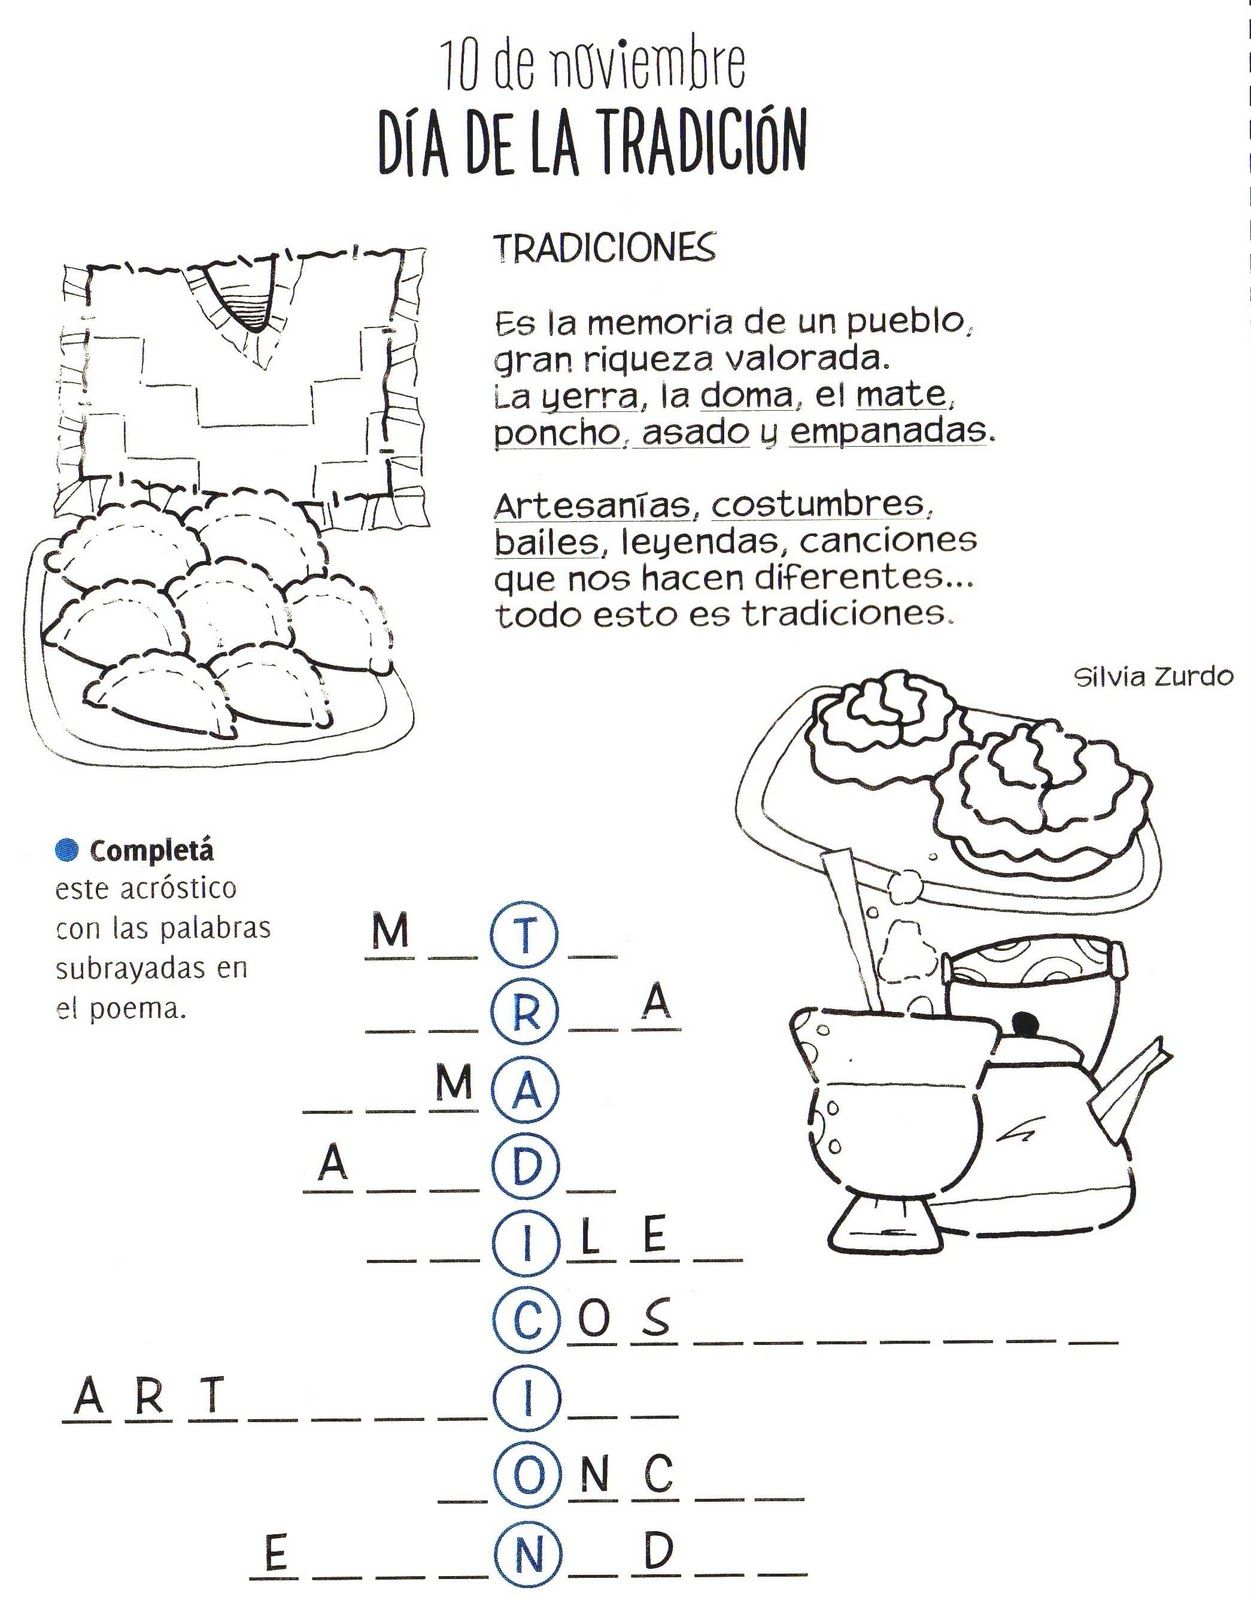 10 de noviembre
DÍA DE LA TRADICIÓN
TRADICIONES
Es la memoria de un pueblo,
gran riqueza valorada.
La yerra, la doma, el mate,
poncho, asado y empanadas.
Artesanías, costumbres,
bailes, leyendas, canciones
que nos hacen diferentes...
todo esto es tradiciones.
Silvia Zurdo
Completá
este acróstico
con las palabras
subrayadas en
el poema.
M _ T _
_ _ R _ A
_ _ M A
A _ _ D _
_ _ I L E _
C O S _ _ _ _ _ _ _
A R T _ _ _ _ I _ _
_ O N C _ _
E _ _ _ N _ D _ _